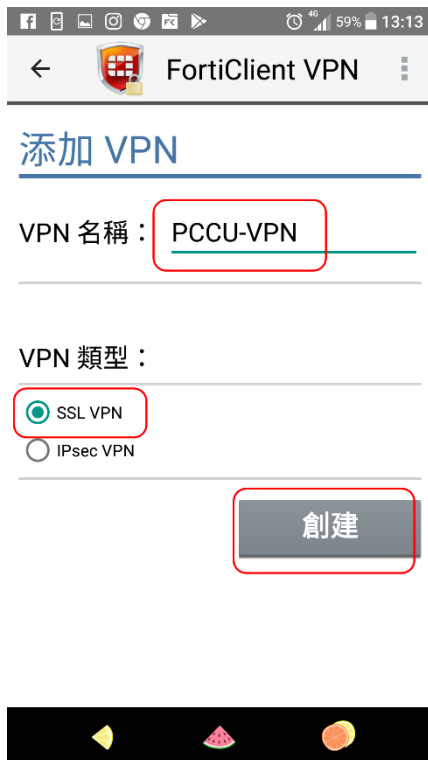 4G 59% 13:13
FortiClient VPN
添加 VPN
VPN 名稱： PCCU-VPN
VPN 類型：
SSL VPN
IPsec VPN
創建